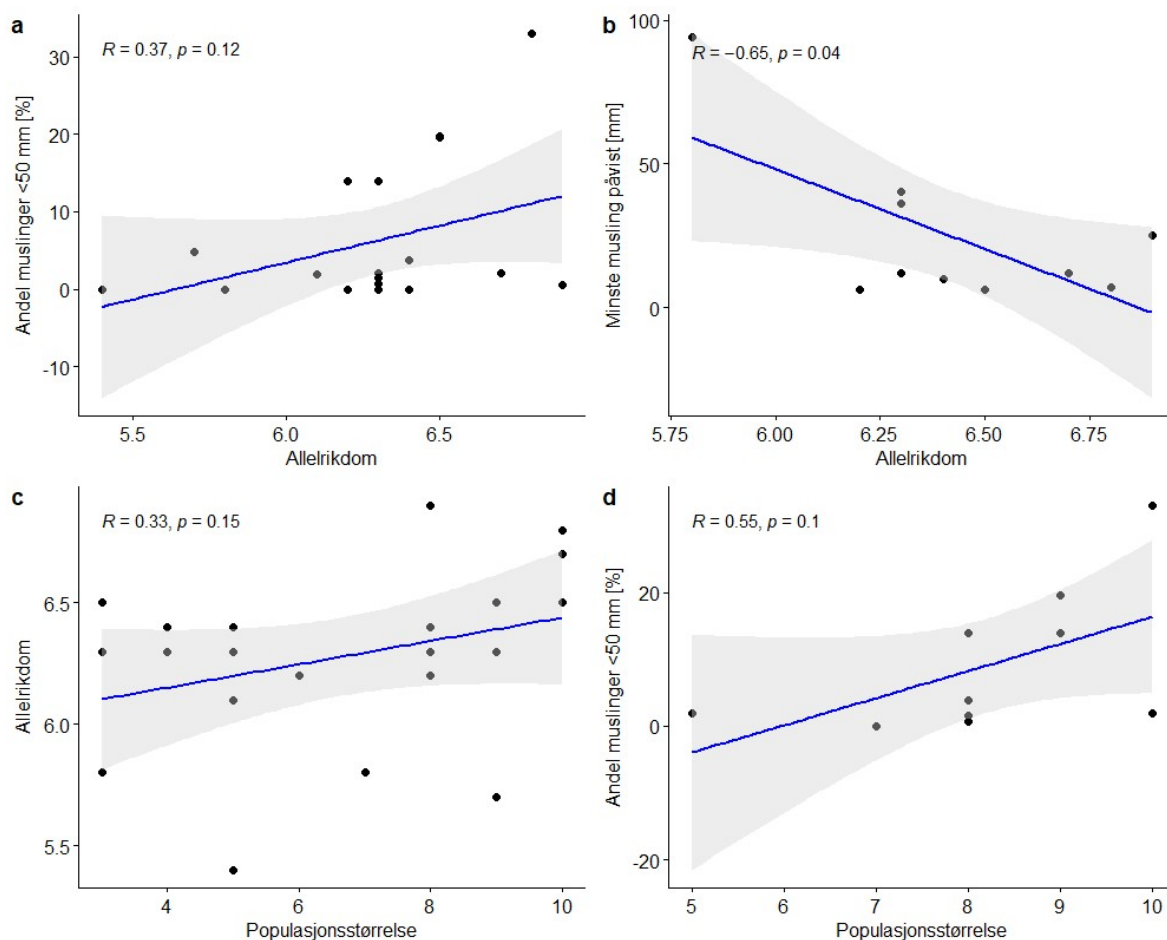 a
R = 0.37, p = 0.12
Andel muslinger <50 mm [%]
30
20
10
0
-10
5.5 6.0 6.5
Allelrikdom
b
R = −0.65, p = 0.04
Minste musling påvist [mm]
100
50
0
5.75 6.00 6.25 6.50 6.75
Allelrikdom
c
R = 0.33, p = 0.15
Allelrikdom
6.5
6.0
5.5
4 6 8 10
Populasjonsstørrelse
d
R = 0.55, p = 0.1
Andel muslinger <50 mm [%]
20
0
-20
5 6 7 8 9 10
Populasjonsstørrelse